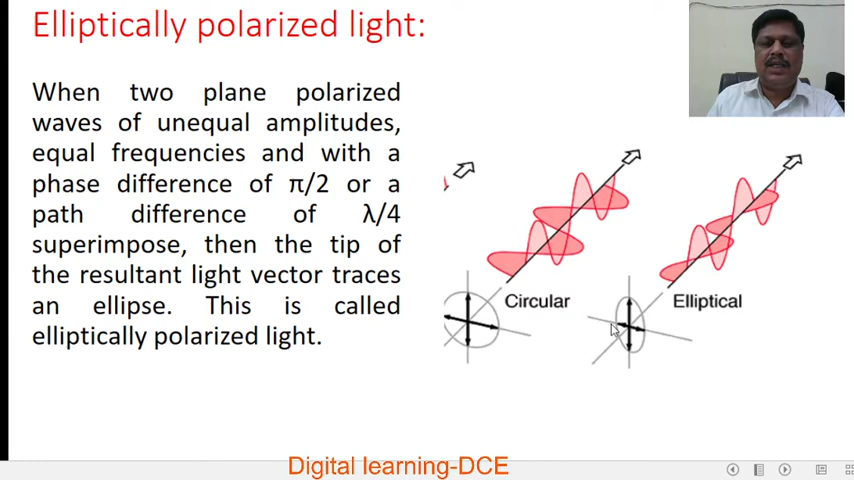 Elliptically polarized light:
When two plane polarized
waves of unequal amplitudes,
equal frequencies and with a
phase difference of π/2 or a
path difference of λ/4
superimpose, then the tip of
the resultant light vector traces
an ellipse. This is called
elliptically polarized light.
Circular
Elliptical
Digital learning-DCE